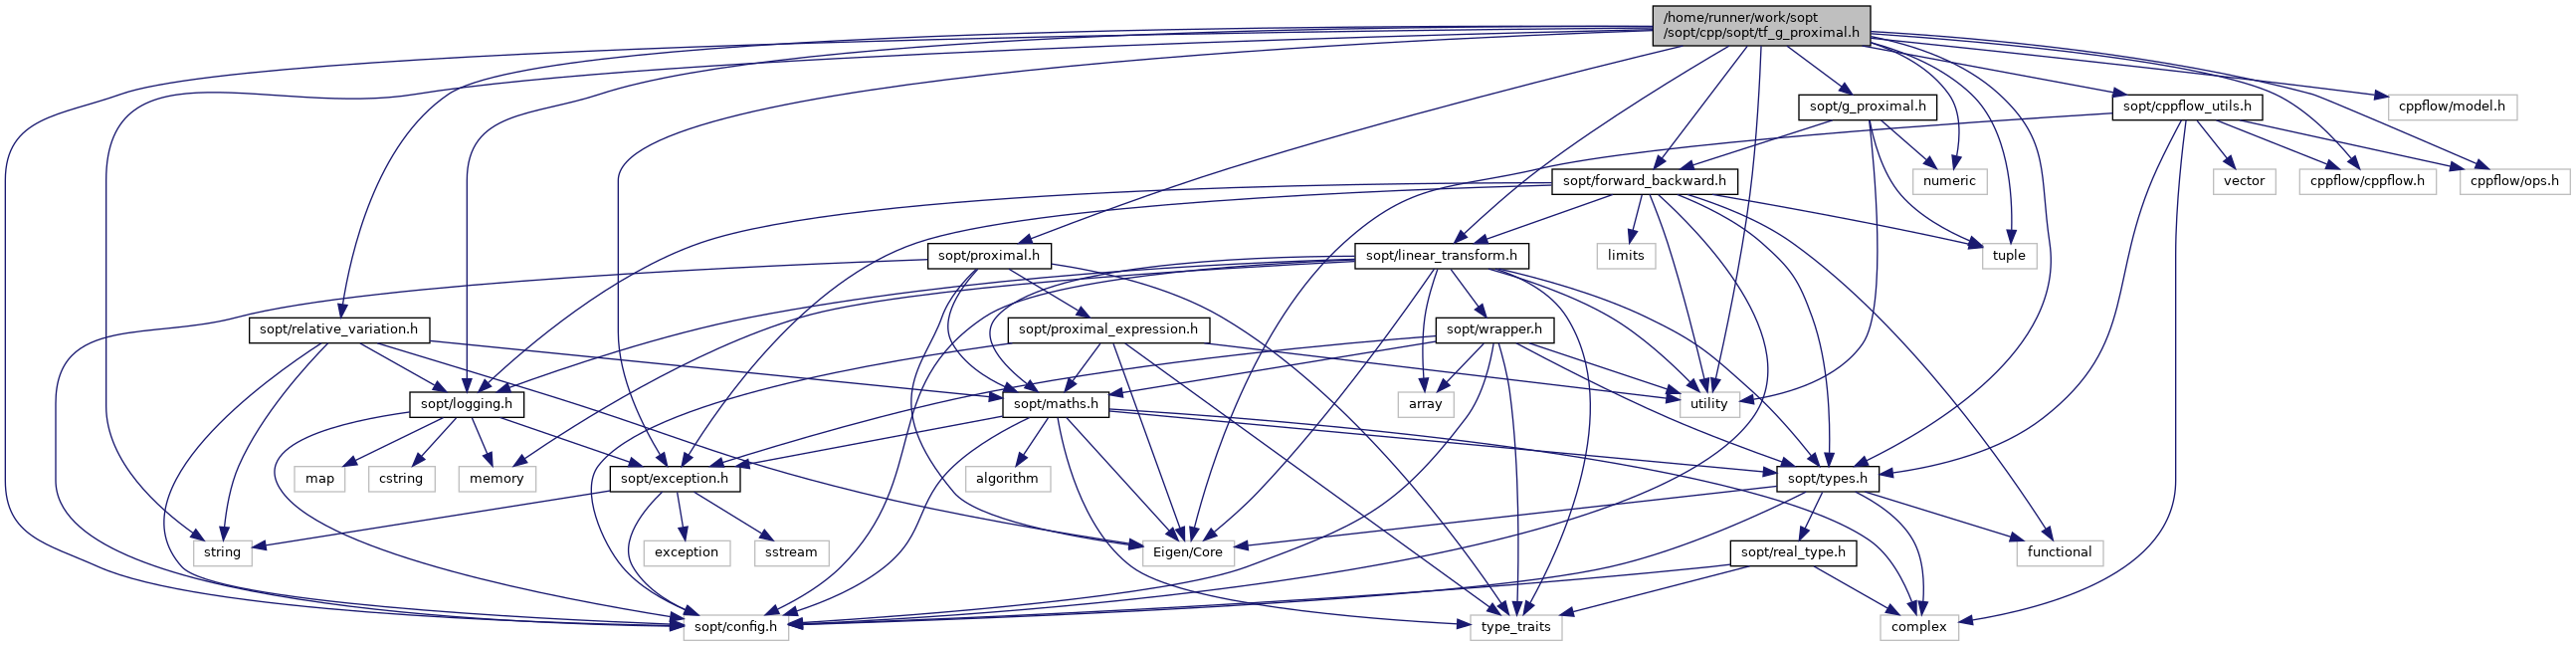 /home/runner/work/sopt
/sopt/cpp/sopt/tf_g_proximal.h
sopt/g_proximal.h
sopt/cppflow_utils.h
cppflow/model.h
sopt/forward_backward.h
numeric
vector
cppflow/cppflow.h
cppflow/ops.h
sopt/proximal.h
sopt/linear_transform.h
limits
tuple
sopt/relative_variation.h
sopt/proximal_expression.h
sopt/wrapper.h
sopt/logging.h
sopt/maths.h
array
utility
map
cstring
memory
sopt/exception.h
algorithm
sopt/types.h
string
exception
sstream
Eigen/Core
sopt/real_type.h
functional
sopt/config.h
type_traits
complex